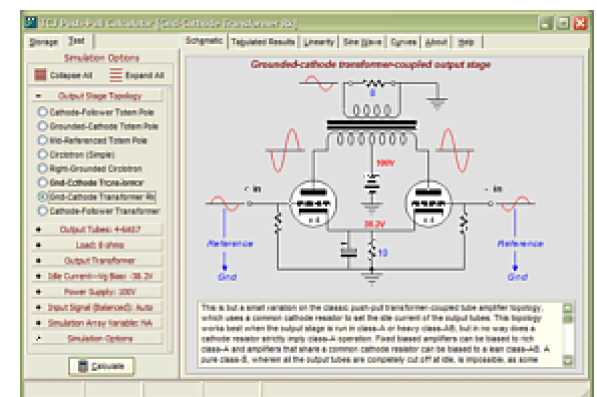 TCJ Push-Pull Calculator [Gnd-Cathode Transformer Rk]
Storage Test
Schematic Tabulated Results Linearity Sine Wave Curves About Help
Simulation Options
Collapse All Expand All
Output Stage Topology
Cathode-Follower Totem Pole
Grounded-Cathode Totem Pole
Mid-Referenced Totem Pole
Circlotron (Simple)
Right-Grounded Circlotron
Gnd-Cathode Transformer
Gnd-Cathode Transformer Rk
Cathode-Follower Transformer
Output Tubes: 4-6AS7
Load: 8 ohms
Output Transformer
Idle Current=Vg Bias: -38.2V
Power Supply: 100V
Input Signal (Balanced): Auto
Simulation Array Variable: NA
Simulation Options
Calculate
Grounded-cathode transformer-coupled output stage
8
100V
- in
- in
x 4
x 4
38.2V
Reference
10
Reference
Gnd
Gnd
This is but a small variation on the classic push-pull transformer-coupled tube amplifier topology,
which uses a common cathode resistor to set the idle current of the output tubes. This topology
works best when the output stage is run in class-A or heavy class-AB, but in no way does a
cathode resistor strictly imply class-A operation. Fixed biased amplifiers can be biased to rich
class-A and amplifiers that share a common cathode resistor can be biased to a lean class-AB. A
pure class-B, wherein all the output tubes are completely cut off at idle, is impossible, as some